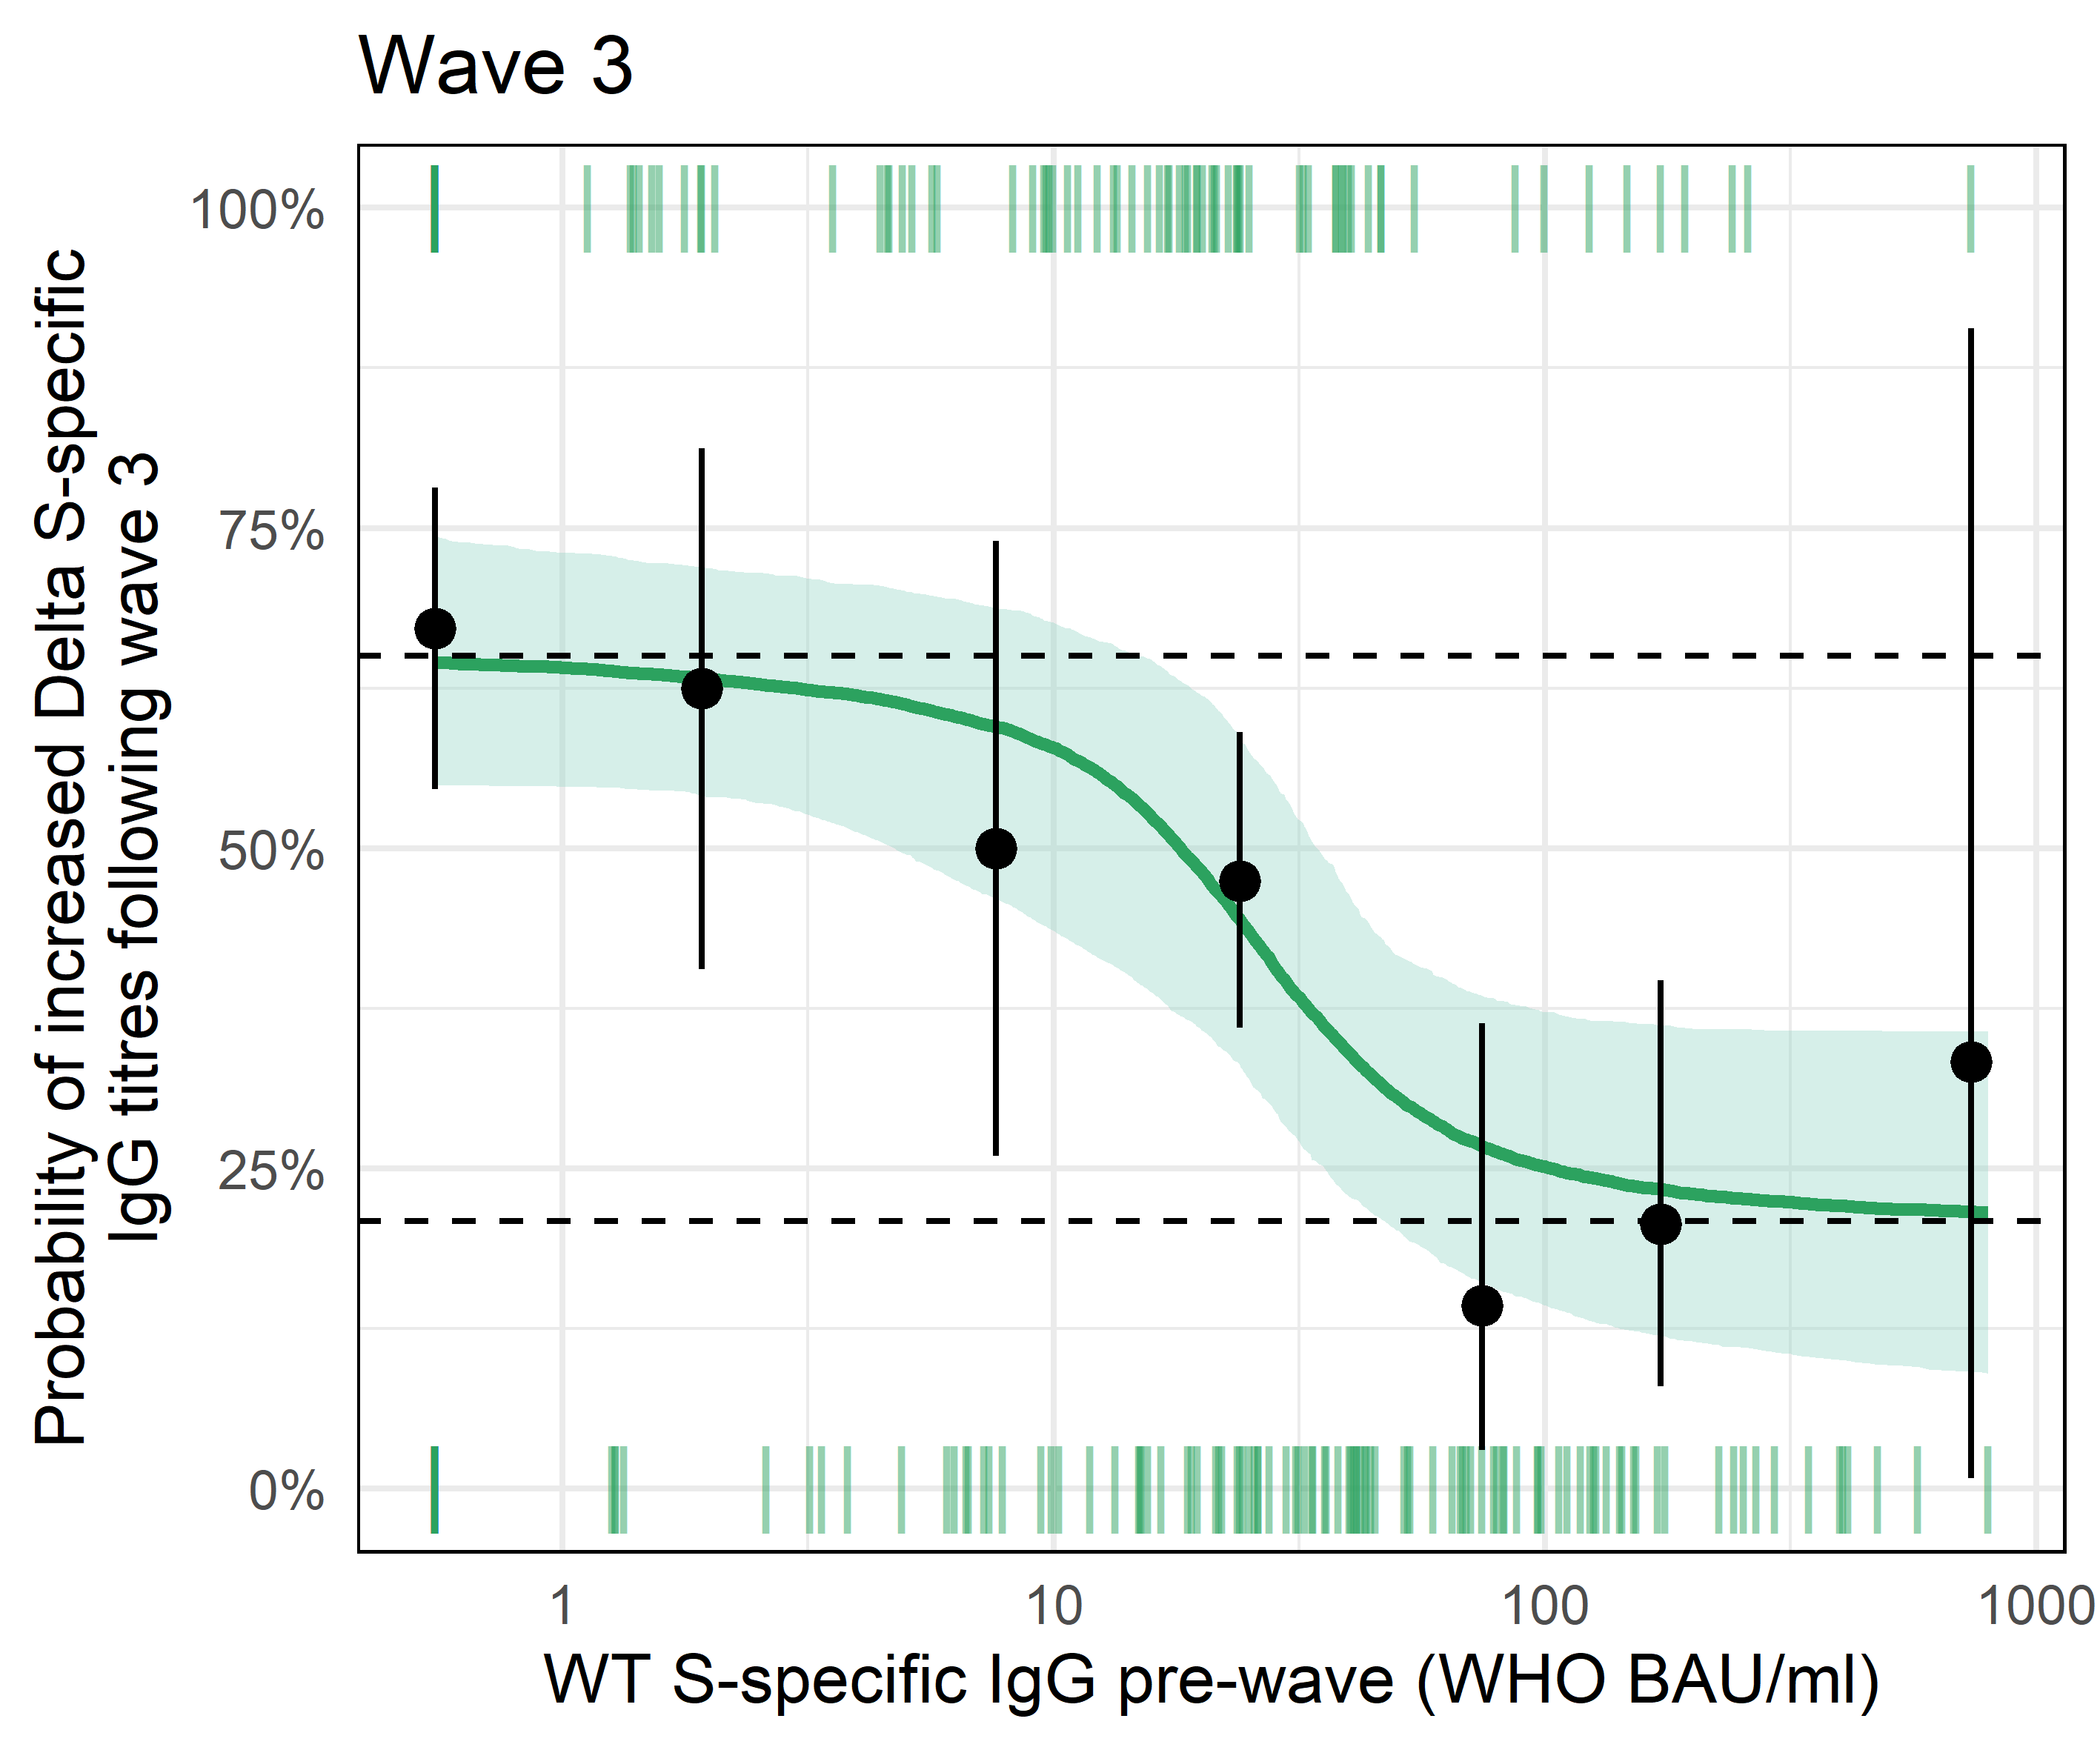 Wave 3
Probability of increased Delta S-specific
IgG titres following wave 3
100%
75%
50%
25%
0%
1 10 100 1000
WT S-specific IgG pre-wave (WHO BAU/ml)